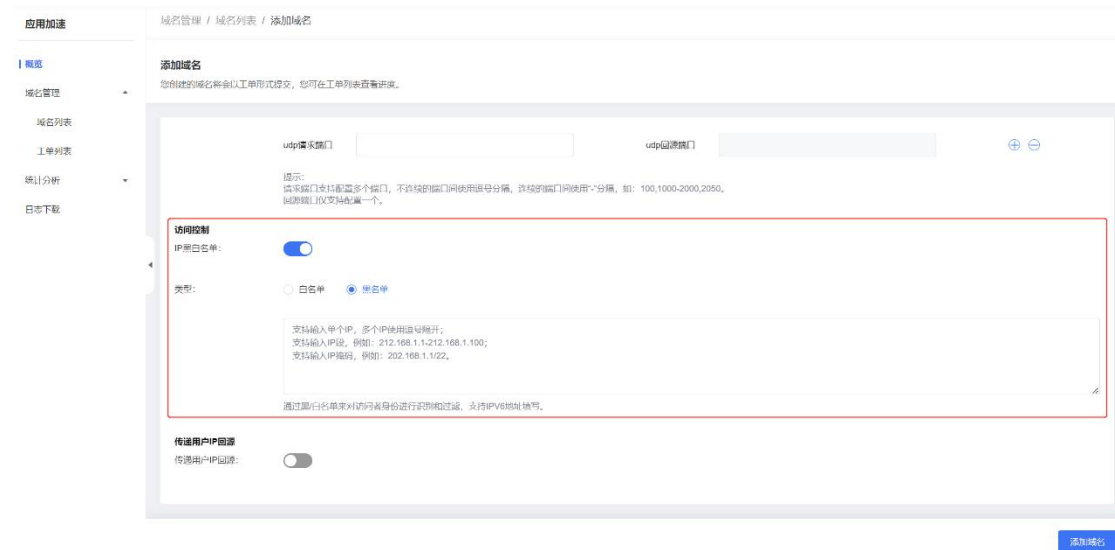 应用加速
域名管理 / 域名列表 / 添加域名
概览
域名管理
域名列表
工单列表
统计分析
日志下载
添加域名
您创建的域名将会以工单形式提交，您可在工单列表查看进度。
udp请求端口
udp回源端口
提示：
请求端口支持配置多个端口，不连续的端口间使用逗号分隔，连续的端口间使用"-"分隔，如：100,1000-2000,2050。
回源端口仅支持配置一个。
访问控制
IP黑白名单：
类型：
白名单 黑名单
支持输入单个IP，多个IP使用逗号隔开；
支持输入IP段，例如：212.168.1.1-212.168.1.100；
支持输入IP掩码，例如：202.168.1.1/22。
通过黑/白名单来对访问者身份进行识别和过滤，支持IPV6地址填写。
传递用户IP回源
传递用户IP回源：
添加域名